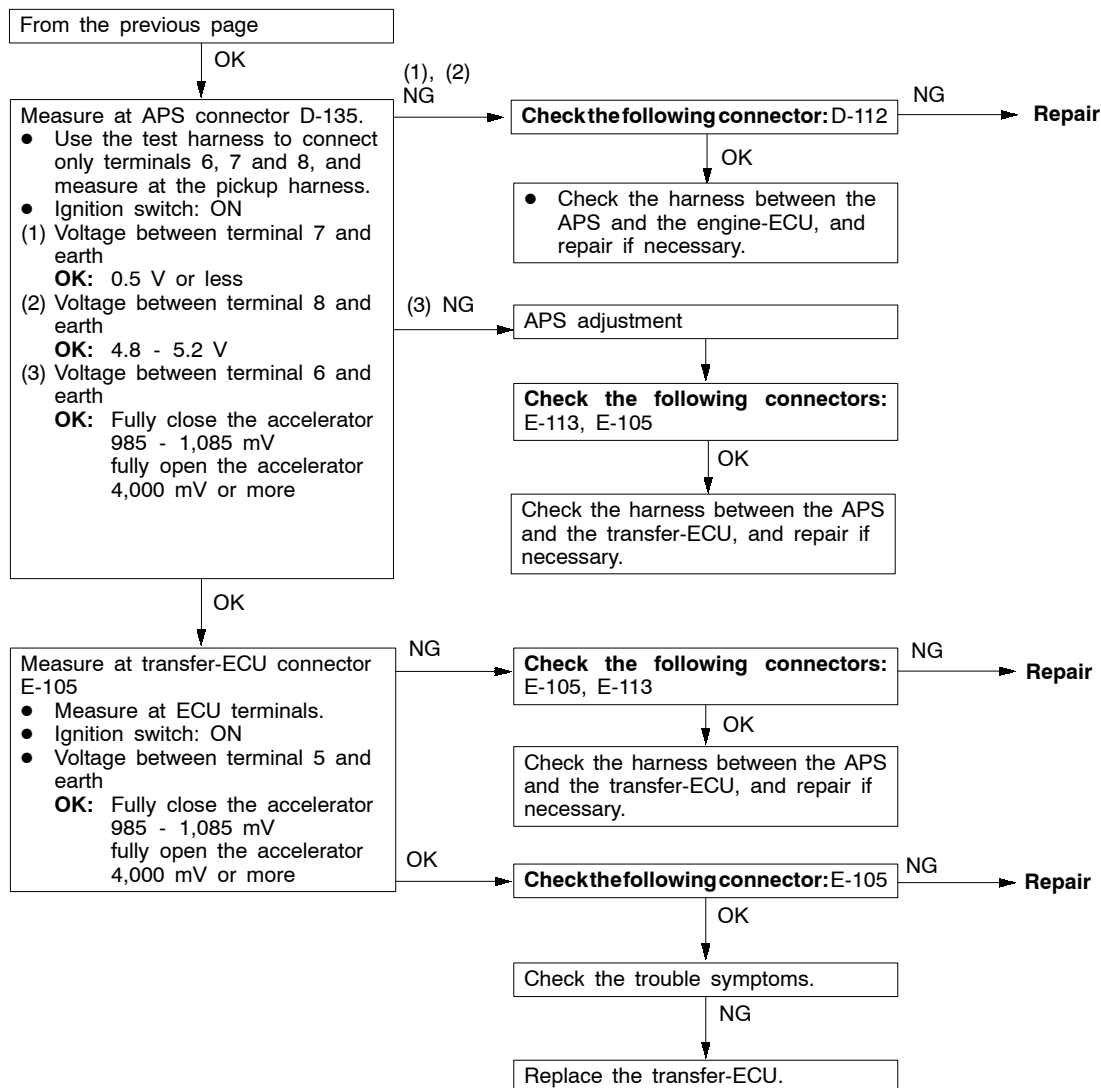 From the previous page
OK
Measure at APS connector D-135.
● Use the test harness to connect
only terminals 6, 7 and 8, and
measure at the pickup harness.
● Ignition switch: ON
(1) Voltage between terminal 7 and
earth
OK: 0.5 V or less
(2) Voltage between terminal 8 and
earth
OK: 4.8 - 5.2 V
(3) Voltage between terminal 6 and
earth
OK: Fully close the accelerator
985 - 1,085 mV
fully open the accelerator
4,000 mV or more
(1), (2)
NG
Check the following connector: D-112
NG
Repair
OK
● Check the harness between the
APS and the engine-ECU, and
repair if necessary.
(3) NG
APS adjustment
Check the following connectors:
E-113, E-105
OK
Check the harness between the APS
and the transfer-ECU, and repair if
necessary.
OK
Measure at transfer-ECU connector
E-105
● Measure at ECU terminals.
● Ignition switch: ON
● Voltage between terminal 5 and
earth
OK: Fully close the accelerator
985 - 1,085 mV
fully open the accelerator
4,000 mV or more
NG
Check the following connectors:
E-105, E-113
NG
Repair
OK
Check the harness between the APS
and the transfer-ECU, and repair if
necessary.
OK
Check the following connector: E-105
NG
Repair
OK
Check the trouble symptoms.
NG
Replace the transfer-ECU.